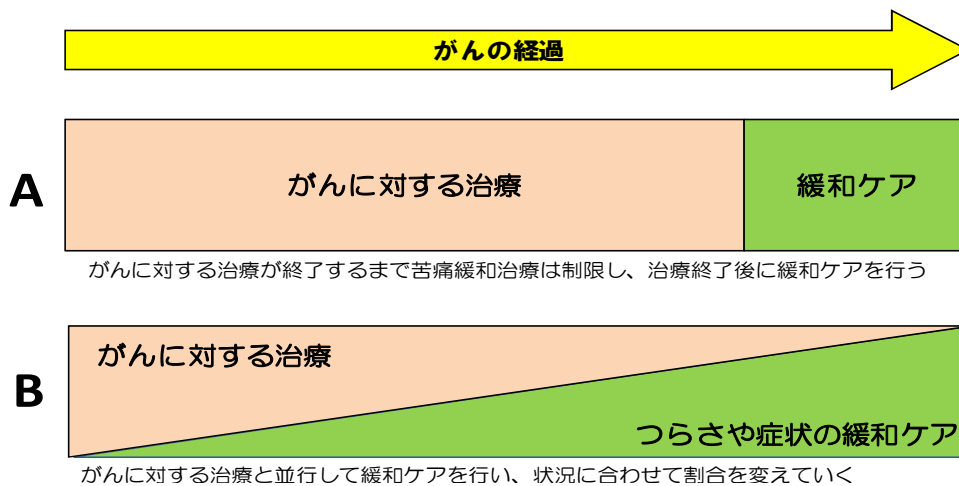 がんの経過
A
がんに対する治療
緩和ケア
がんに対する治療が終了するまで苦痛緩和治療は制限し、治療終了後に緩和ケアを行う
B
がんに対する治療
つらさや症状の緩和ケア
がんに対する治療と並行して緩和ケアを行い、状況に合わせて割合を変えていく